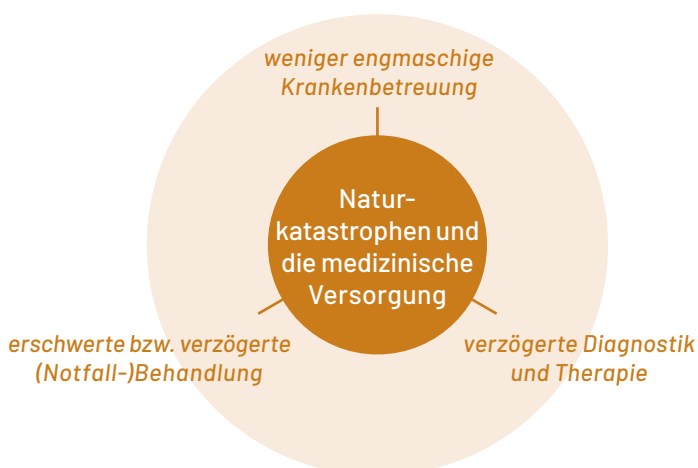 weniger engmaschige
Krankenbetreuung
Natur-
katastrophen und
die medizinische
Versorgung
erschwerte bzw. verzögerte
(Notfall-)Behandlung
verzögerte Diagnostik
und Therapie